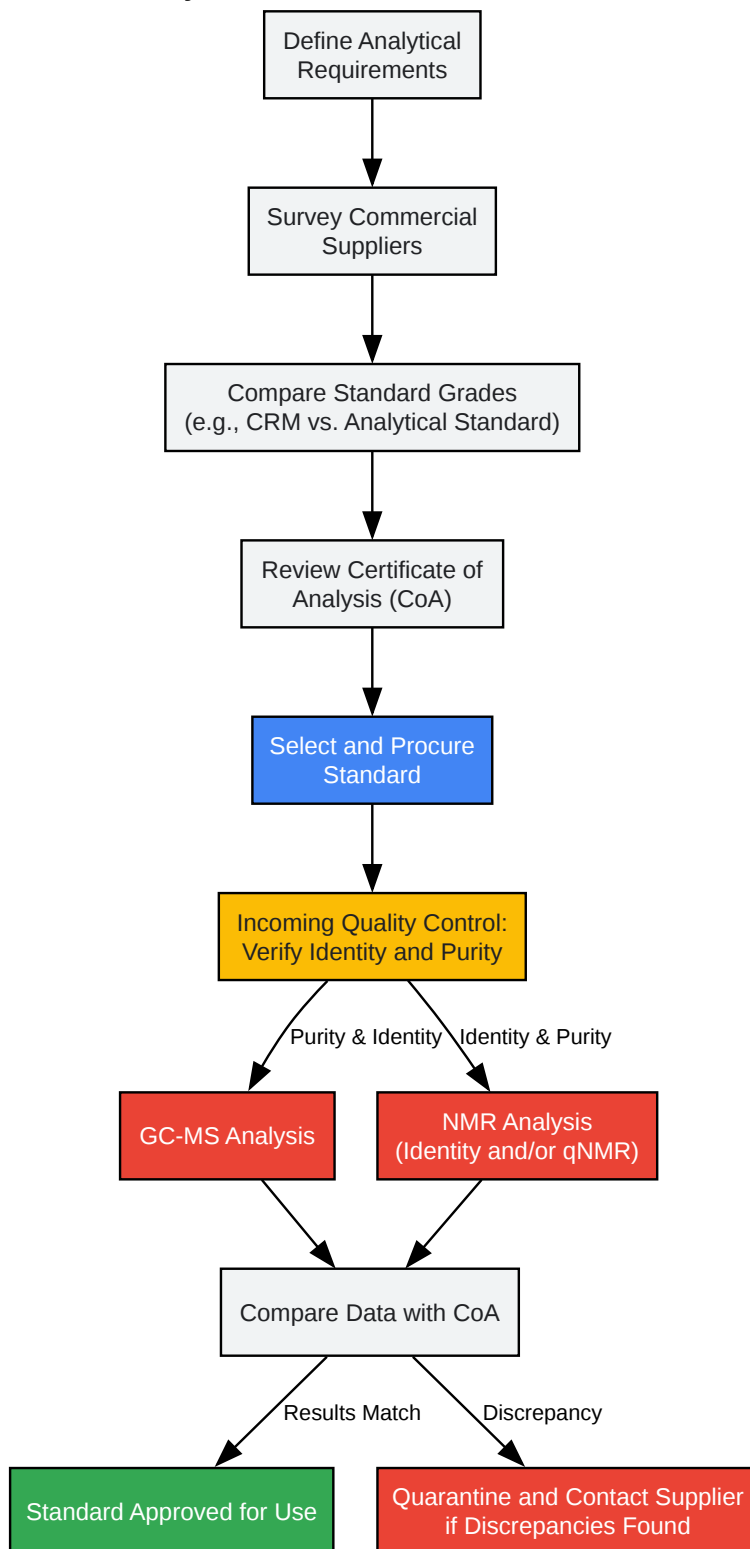 Define Analytical
Requirements
Survey Commercial
Suppliers
Compare Standard Grades
(e.g., CRM vs. Analytical Standard)
Review Certificate of
Analysis (CoA)
Select and Procure
Standard
Incoming Quality Control:
Verify Identity and Purity
Purity & Identity
Identity & Purity
GC-MS Analysis
NMR Analysis
(Identity and/or qNMR)
Compare Data with CoA
Results Match
Discrepancy
Standard Approved for Use
Quarantine and Contact Supplier
if Discrepancies Found